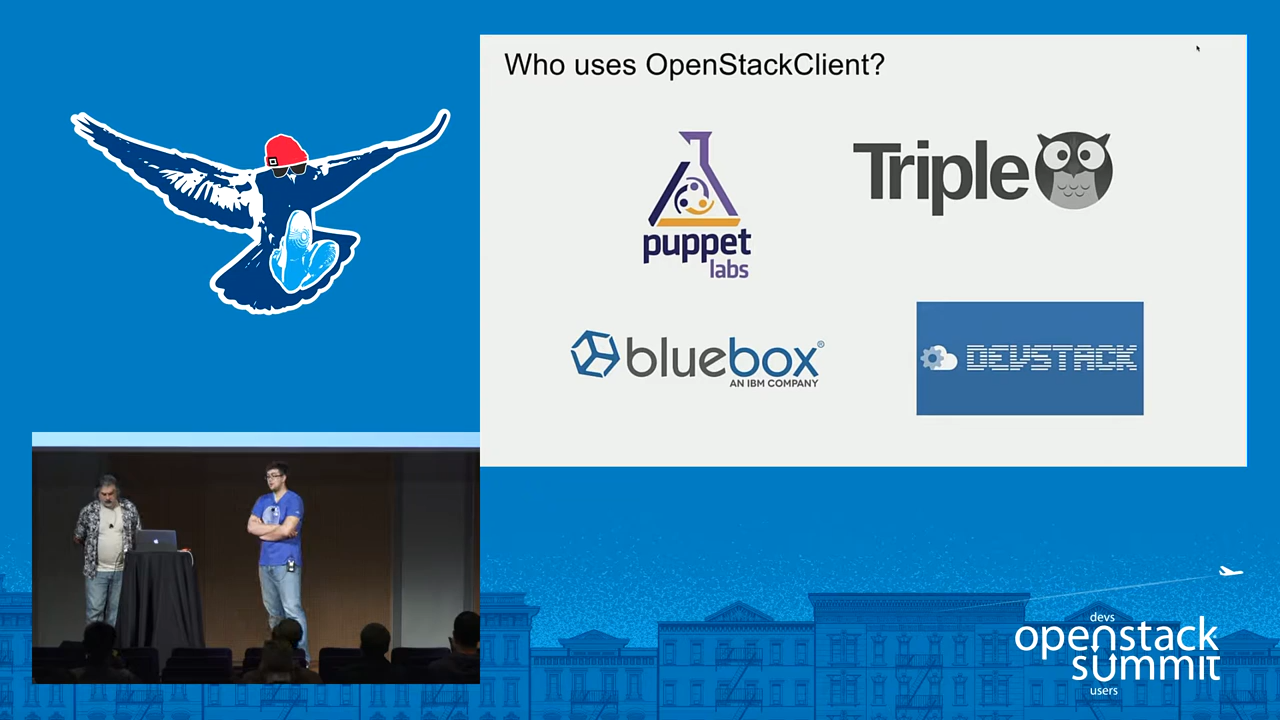 Who uses OpenStackClient?
Triple
puppet
labs
bluebox®
AN IBM COMPANY
DEVSTACK
devs
openstack
summit
users